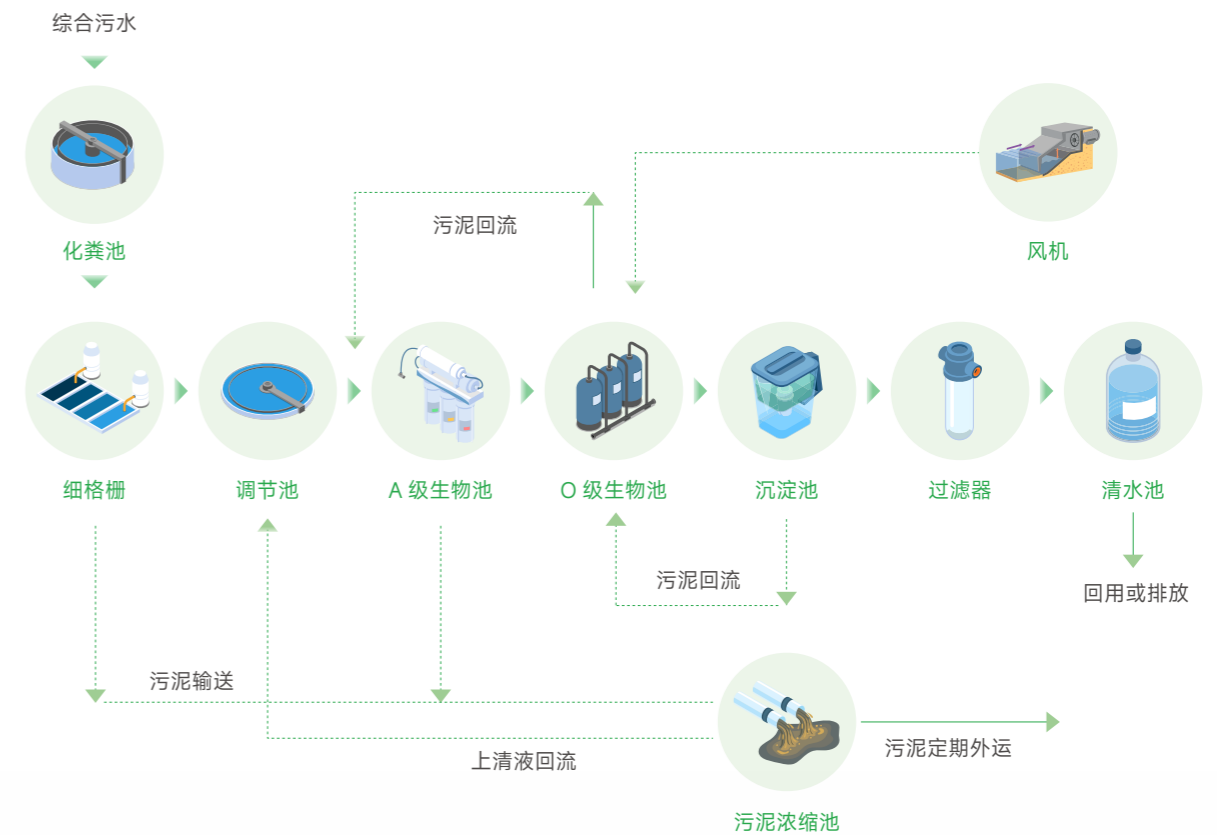 综合污水
化粪池
风机
污泥回流
细格栅
调节池
A 级生物池
O 级生物池
沉淀池
过滤器
清水池
污泥回流
回用或排放
污泥输送
上清液回流
污泥定期外运
污泥浓缩池